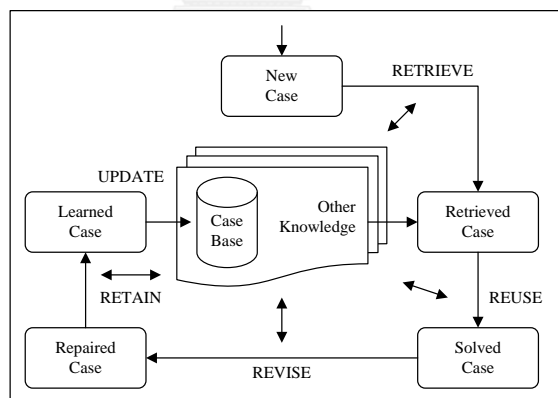 New
Case
RETRIEVE
UPDATE
Learned
Case
Case
Base
Other
Knowledge
Retrieved
Case
RETAIN
REUSE
Repaired
Case
REVISE
Solved
Case